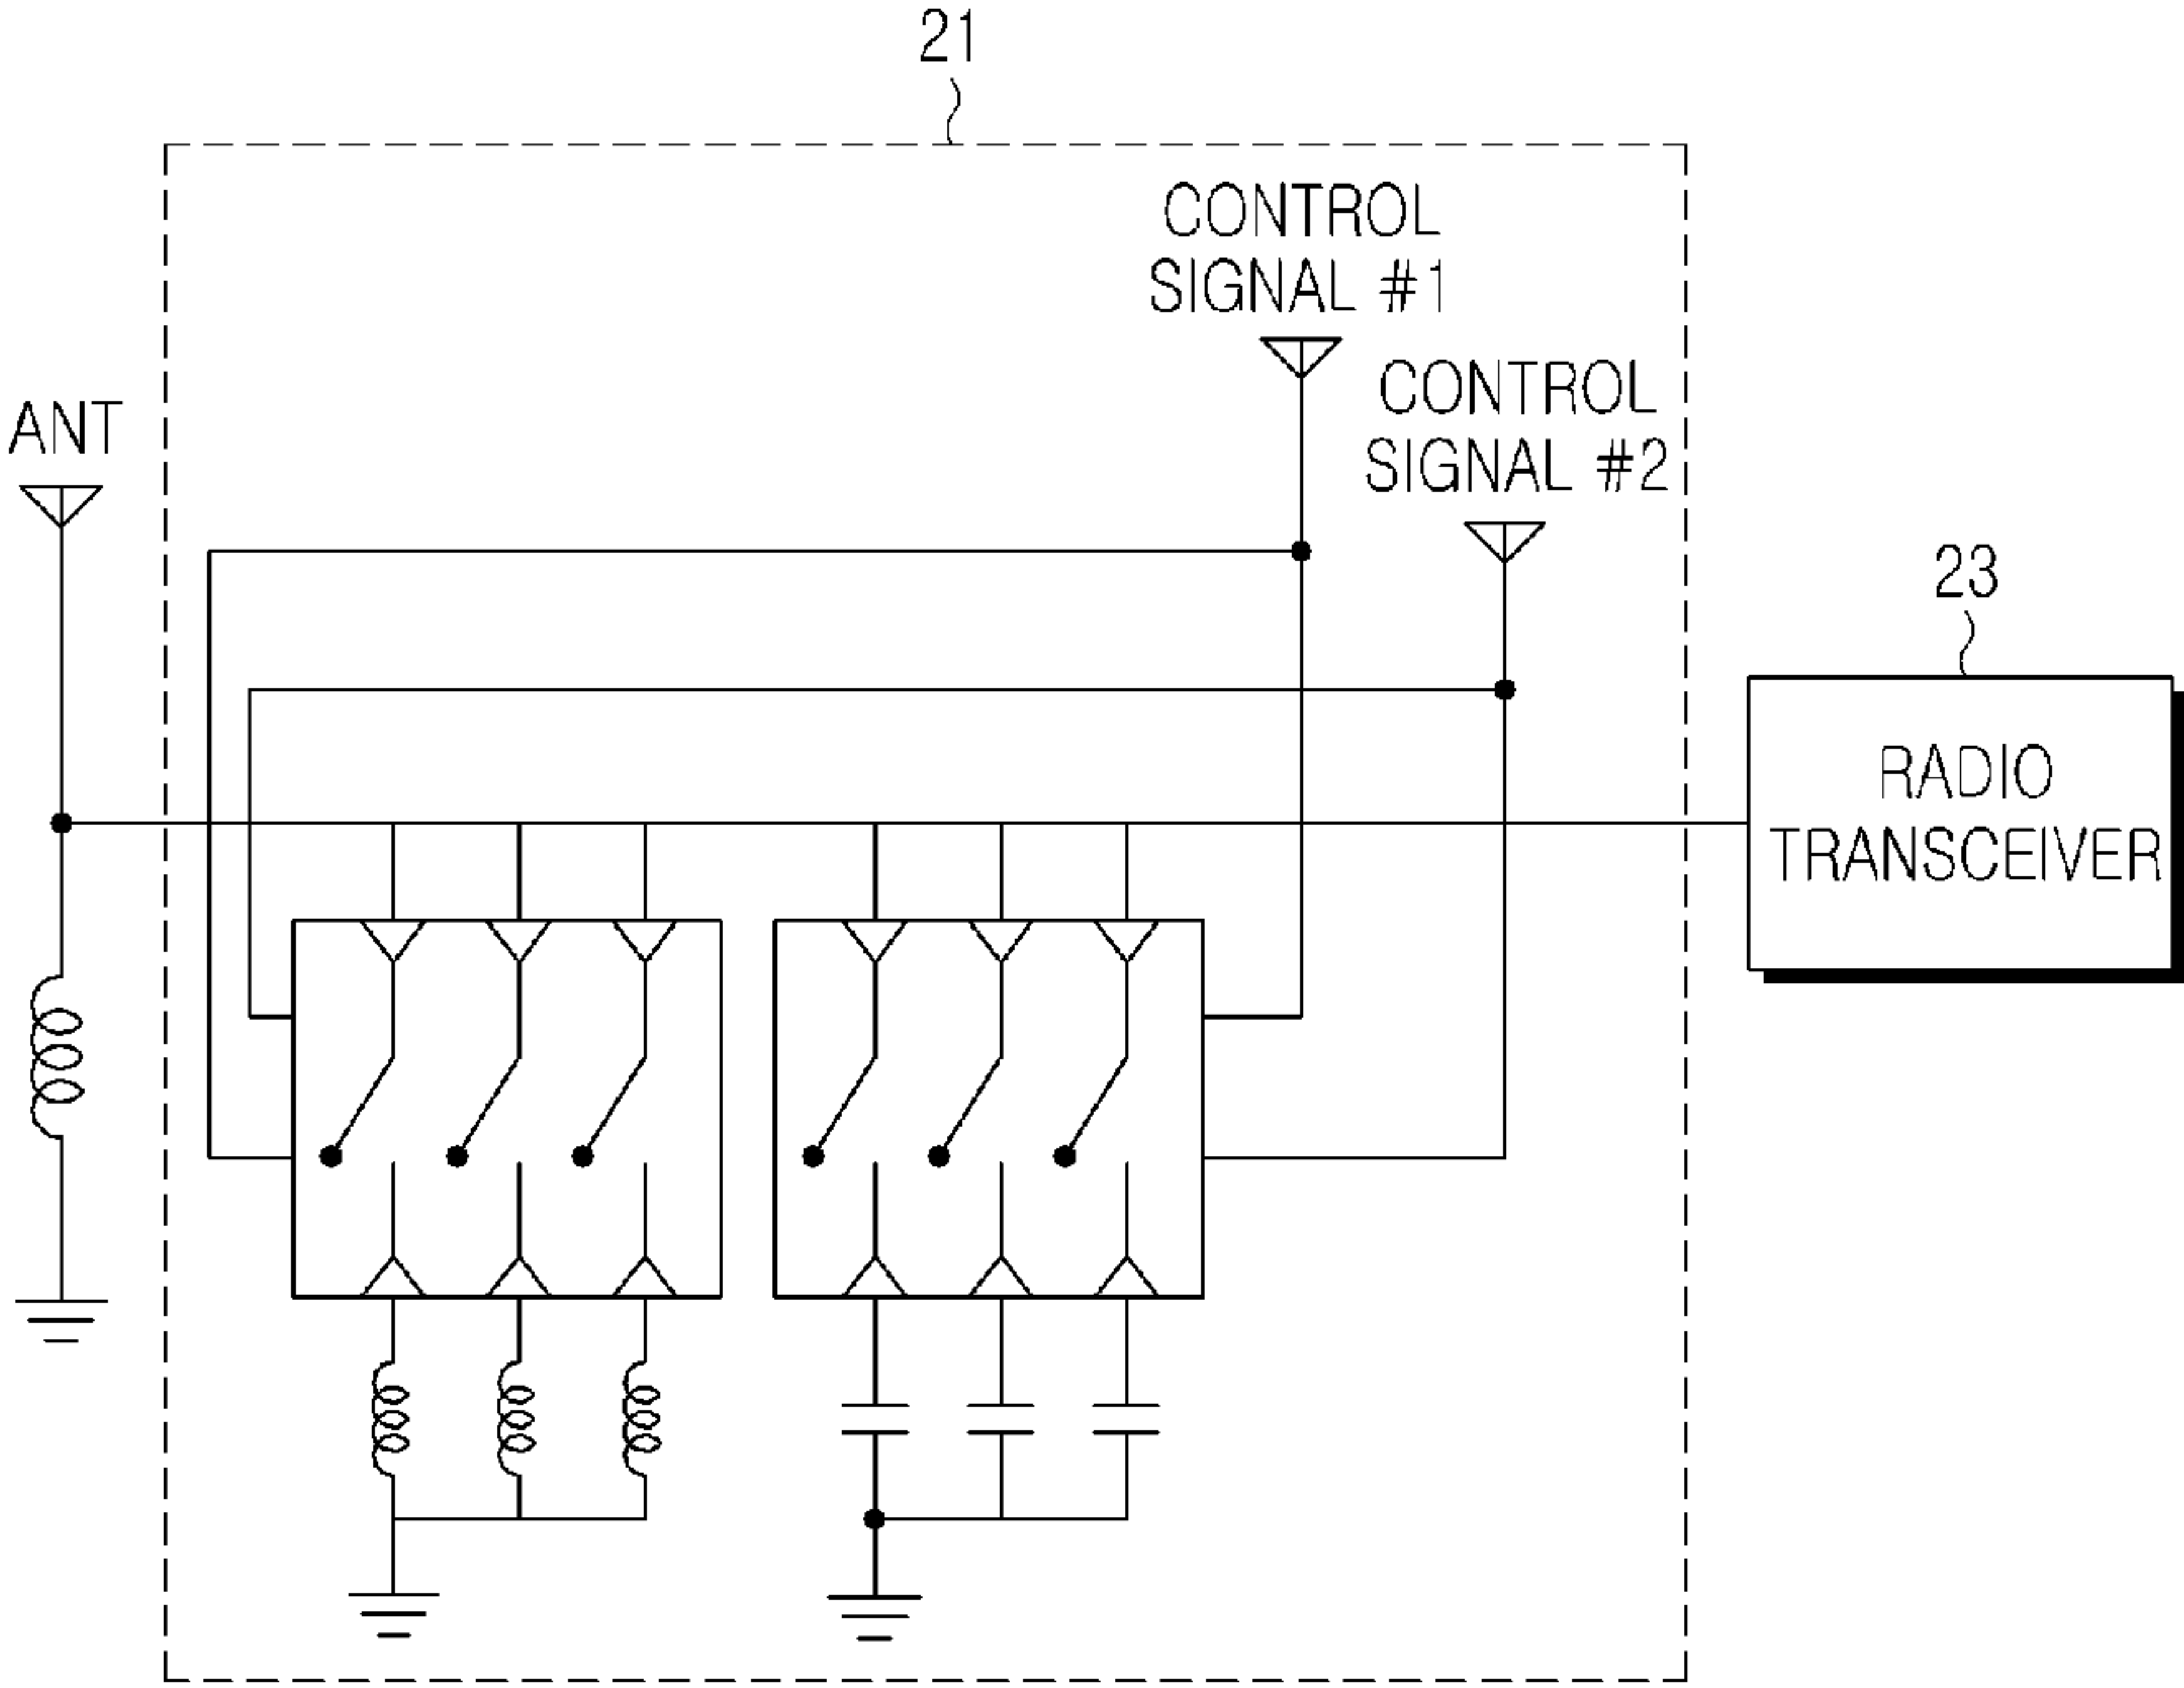 21
CONTROL
SIGNAL #1
CONTROL
SIGNAL #2
ANT
23
RADIO
TRANSCEIVER